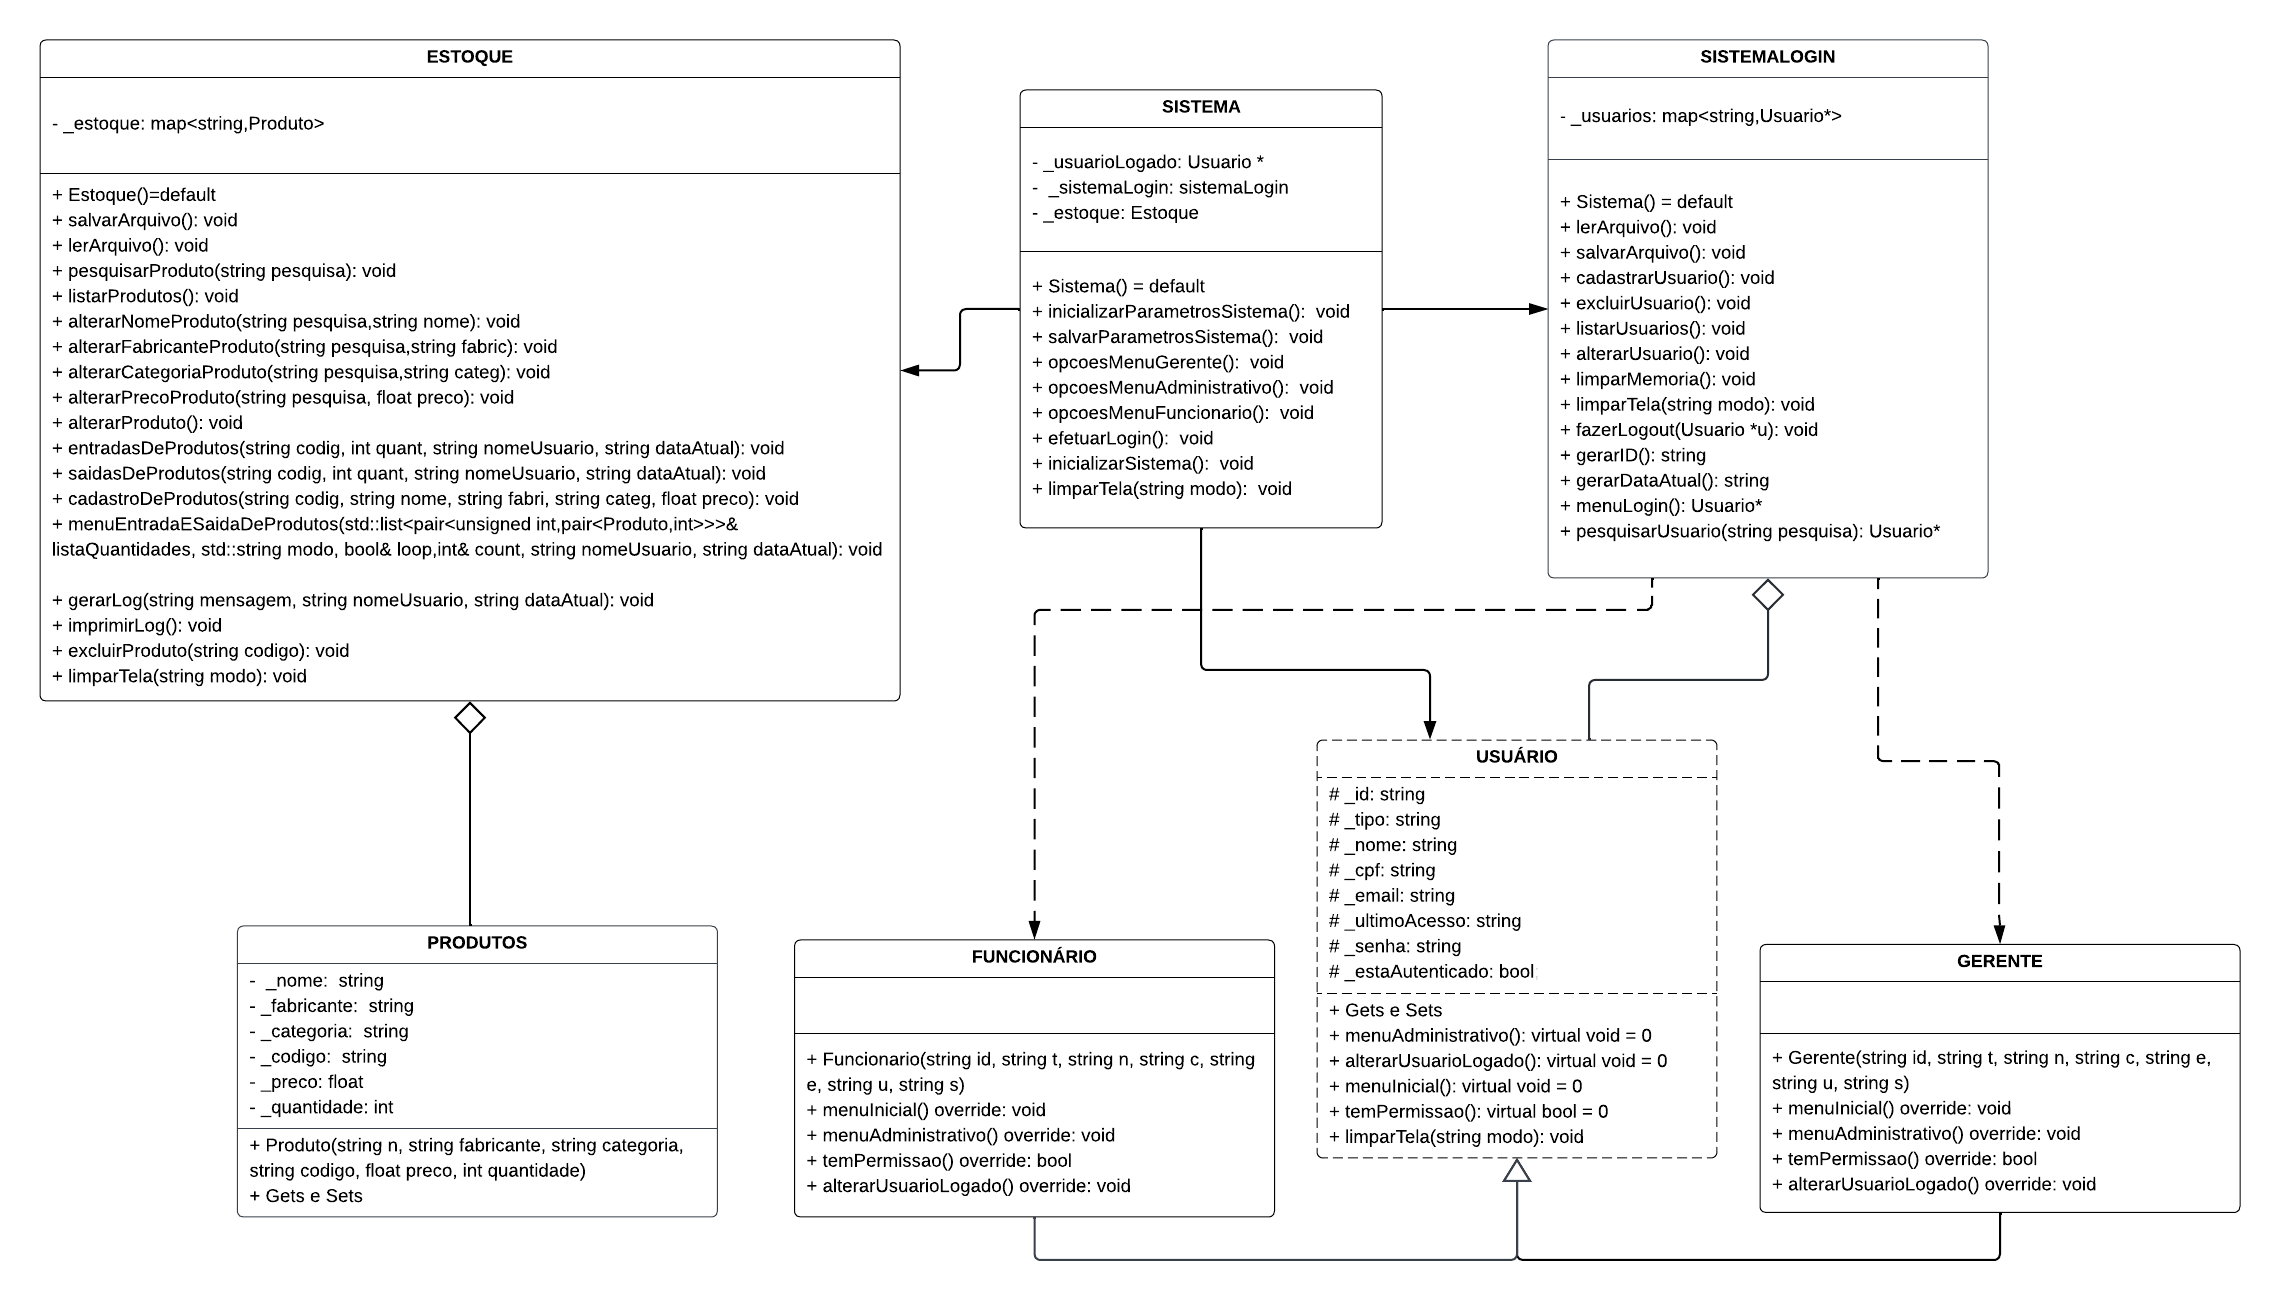 ESTOQUE
- _estoque: map<string,Produto>
+ Estoque()=default
+ salvarArquivo(): void
+ lerArquivo(): void
+ pesquisarProduto(string pesquisa): void
+ listarProdutos(): void
+ alterarNomeProduto(string pesquisa,string nome): void
+ alterarFabricanteProduto(string pesquisa,string fabric): void
+ alterarCategoriaProduto(string pesquisa,string categ): void
+ alterarPrecoProduto(string pesquisa, float preco): void
+ alterarProduto(): void
+ entradasDeProdutos(string codig, int quant, string nomeUsuario, string dataAtual): void
+ saidasDeProdutos(string codig, int quant, string nomeUsuario, string dataAtual): void
+ cadastroDeProdutos(string codig, string nome, string fabri, string categ, float preco): void
+ menuEntradaESaidaDeProdutos(std::list<pair<unsigned int,pair<Produto,int>>>&
listaQuantidades, std::string modo, bool& loop,int& count, string nomeUsuario, string dataAtual): void
+ gerarLog(string mensagem, string nomeUsuario, string dataAtual): void
+ imprimirLog(): void
+ excluirProduto(string codigo): void
+ limparTela(string modo): void
SISTEMA
- _usuarioLogado: Usuario *
- _sistemaLogin: sistemaLogin
- _estoque: Estoque
+ Sistema() = default
+ inicializarParametrosSistema(): void
+ salvarParametrosSistema(): void
+ opcoesMenuGerente(): void
+ opcoesMenuAdministrativo(): void
+ opcoesMenuFuncionario(): void
+ efetuarLogin(): void
+ inicializarSistema(): void
+ limparTela(string modo): void
SISTEMALOGIN
- _usuarios: map<string,Usuario*>
+ Sistema() = default
+ lerArquivo(): void
+ salvarArquivo(): void
+ cadastrarUsuario(): void
+ excluirUsuario(): void
+ listarUsuarios(): void
+ alterarUsuario(): void
+ limparMemoria(): void
+ limparTela(string modo): void
+ fazerLogout(Usuario *u): void
+ gerarID(): string
+ gerarDataAtual(): string
+ menuLogin(): Usuario*
+ pesquisarUsuario(string pesquisa): Usuario*
PRODUTOS
- _nome: string
- _fabricante: string
- _categoria: string
- _codigo: string
- _preco: float
- _quantidade: int
+ Produto(string n, string fabricante, string categoria,
string codigo, float preco, int quantidade)
+ Gets e Sets
FUNCIONÁRIO
+ Funcionario(string id, string t, string n, string c, string
e, string u, string s)
+ menuInicial() override: void
+ menuAdministrativo() override: void
+ temPermissao() override: bool
+ alterarUsuarioLogado() override: void
USUÁRIO
# _id: string
# _tipo: string
# _nome: string
# _cpf: string
# _email: string
# _ultimoAcesso: string
# _senha: string
# _estaAutenticado: bool
+ Gets e Sets
+ menuAdministrativo(): virtual void = 0
+ alterarUsuarioLogado(): virtual void = 0
+ menuInicial(): virtual void = 0
+ temPermissao(): virtual bool = 0
+ limparTela(string modo): void
GERENTE
+ Gerente(string id, string t, string n, string c, string e,
string u, string s)
+ menuInicial() override: void
+ menuAdministrativo() override: void
+ temPermissao() override: bool
+ alterarUsuarioLogado() override: void